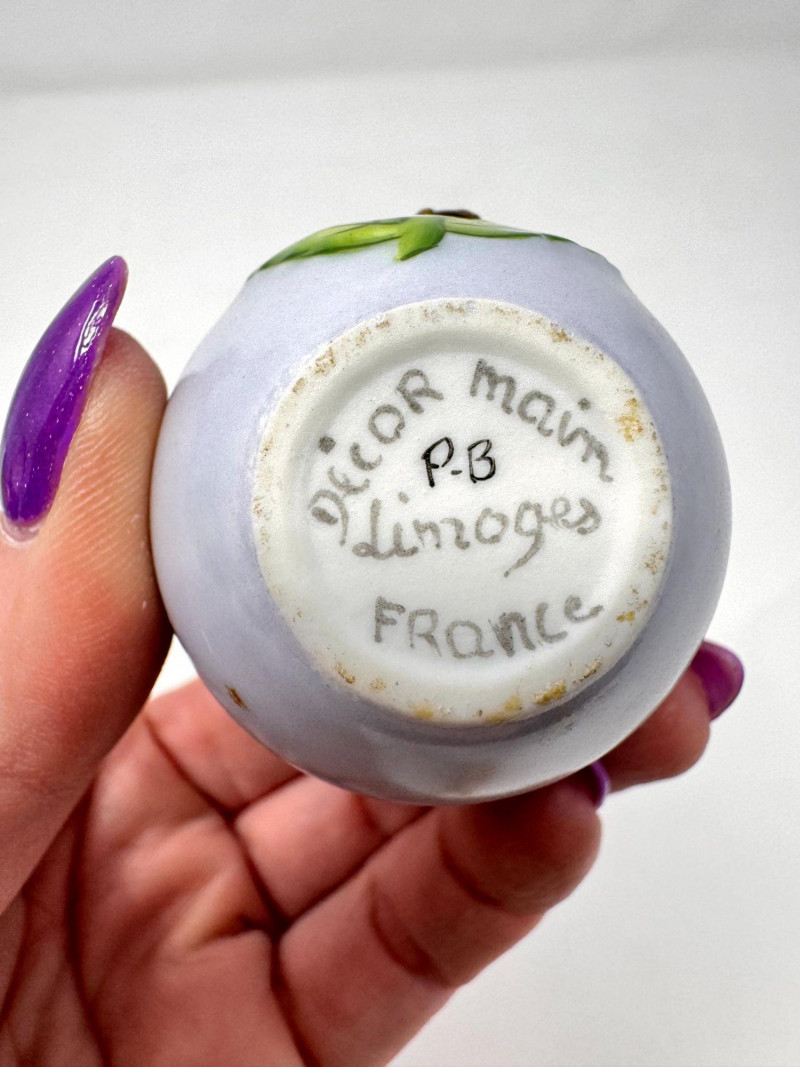 DéCOR main
P-B
Limoges
FRance